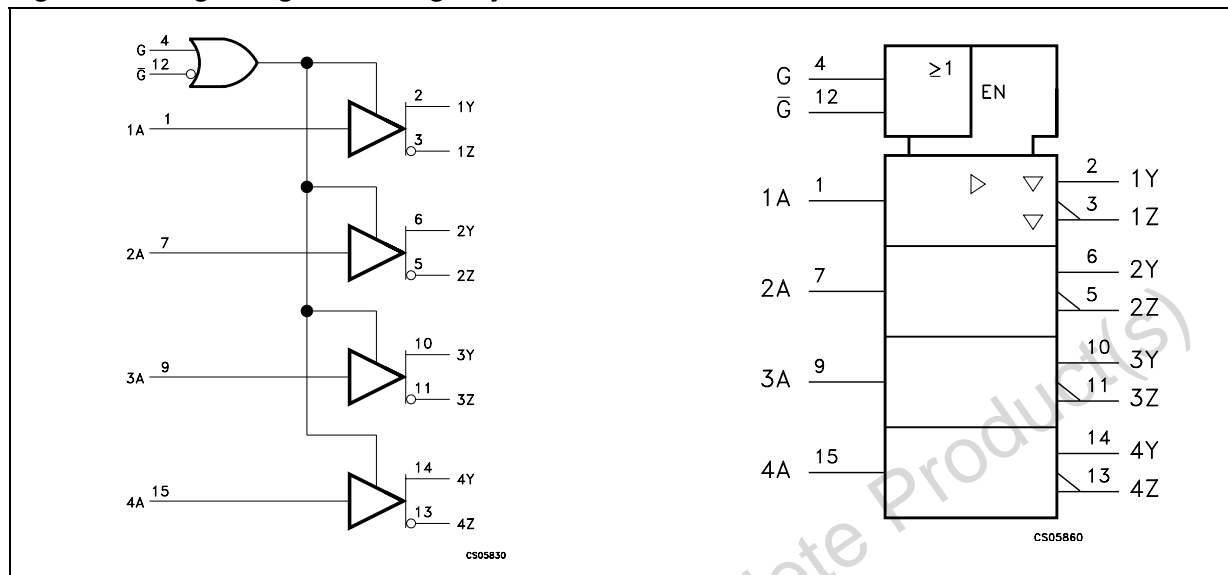 G 4
G̅ 12
1A 1
2 1Y
3 1Z
2A 7
6 2Y
5 2Z
3A 9
10 3Y
11 3Z
4A 15
14 4Y
13 4Z
CS05830
G 4
G̅ 12
≥1
EN
1A 1
2 1Y
3 1Z
2A 7
6 2Y
5 2Z
3A 9
10 3Y
11 3Z
4A 15
14 4Y
13 4Z
CS05860
ete Product(s)